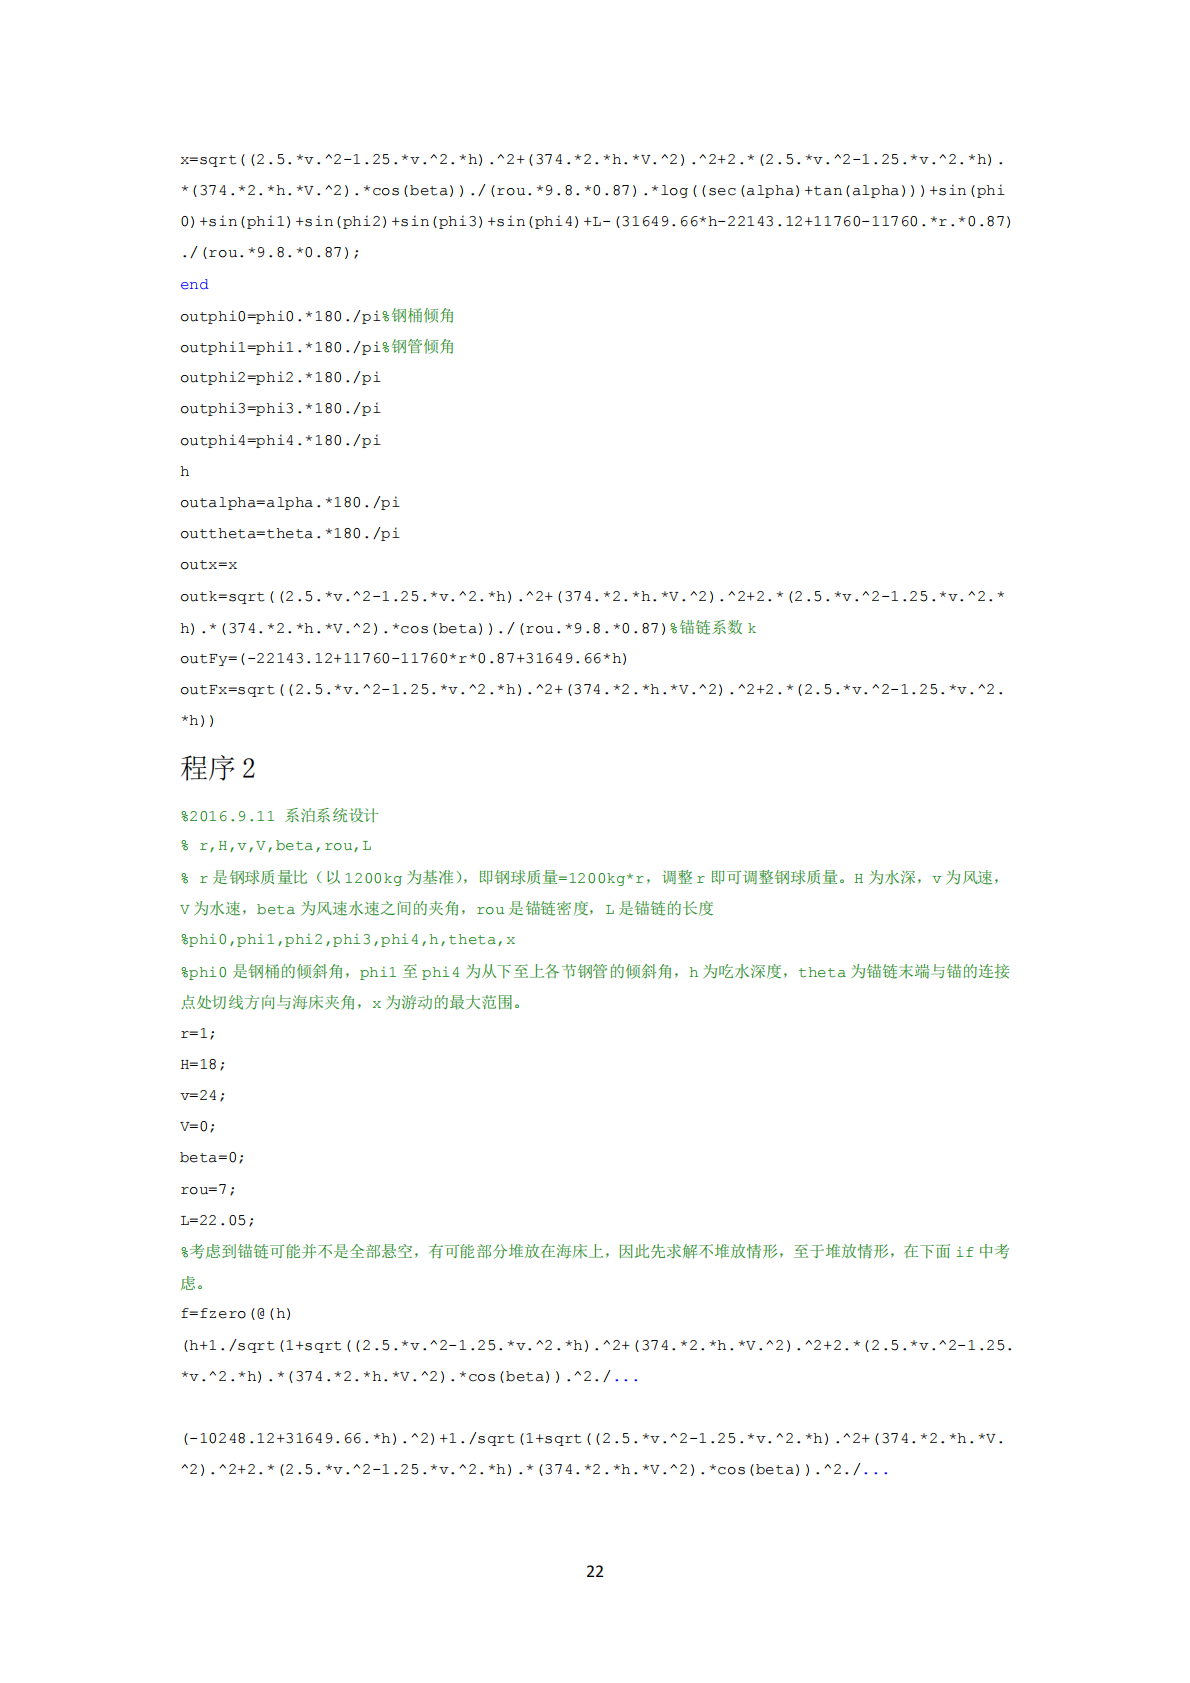 x=sqrt((2.5.*v.^2-1.25.*v.^2.*h).^2+(374.*2.*h.*V.^2).^2+2.*(2.5.*v.^2-1.25.*v.^2.*h).
*(374.*2.*h.*V.^2).*cos(beta))./(rou.*9.8.*0.87).*log((sec(alpha)+tan(alpha)))+sin(phi
0)+sin(phi1)+sin(phi2)+sin(phi3)+sin(phi4)+L-(31649.66*h-22143.12+11760-11760.*r.*0.87)
./(rou.*9.8.*0.87);
end
outphi0=phi0.*180./pi%钢桶倾角
outphi1=phi1.*180./pi%钢管倾角
outphi2=phi2.*180./pi
outphi3=phi3.*180./pi
outphi4=phi4.*180./pi
h
outalpha=alpha.*180./pi
outtheta=theta.*180./pi
outx=x
outk=sqrt((2.5.*v.^2-1.25.*v.^2.*h).^2+(374.*2.*h.*V.^2).^2+2.*(2.5.*v.^2-1.25.*v.^2.*
h).*(374.*2.*h.*V.^2).*cos(beta))./(rou.*9.8.*0.87)%锚链系数 k
outFy=(-22143.12+11760-11760*r*0.87+31649.66*h)
outFx=sqrt((2.5.*v.^2-1.25.*v.^2.*h).^2+(374.*2.*h.*V.^2).^2+2.*(2.5.*v.^2-1.25.*v.^2.
*h))
程序 2
%2016.9.11 系泊系统设计
% r,H,v,V,beta,rou,L
% r 是钢球质量比（以 1200kg 为基准），即钢球质量=1200kg*r，调整 r 即可调整钢球质量。H 为水深，v 为风速，
V 为水速，beta 为风速水速之间的夹角，rou 是锚链密度，L 是锚链的长度
%phi0,phi1,phi2,phi3,phi4,h,theta,x
%phi0 是钢桶的倾斜角，phi1 至 phi4 为从下至上各节钢管的倾斜角，h 为吃水深度，theta 为锚链末端与锚的连接
点处切线方向与海床夹角，x 为游动的最大范围。
r=1;
H=18;
v=24;
V=0;
beta=0;
rou=7;
L=22.05;
%考虑到锚链可能并不是全部悬空，有可能部分堆放在海床上，因此先求解不堆放情形，至于堆放情形，在下面 if 中考
虑。
f=fzero(@(h)
(h+1./sqrt(1+sqrt((2.5.*v.^2-1.25.*v.^2.*h).^2+(374.*2.*h.*V.^2).^2+2.*(2.5.*v.^2-1.25.
*v.^2.*h).*(374.*2.*h.*V.^2).*cos(beta)).^2./...
(-10248.12+31649.66.*h).^2)+1./sqrt(1+sqrt((2.5.*v.^2-1.25.*v.^2.*h).^2+(374.*2.*h.*V.
^2).^2+2.*(2.5.*v.^2-1.25.*v.^2.*h).*(374.*2.*h.*V.^2).*cos(beta)).^2./...
22